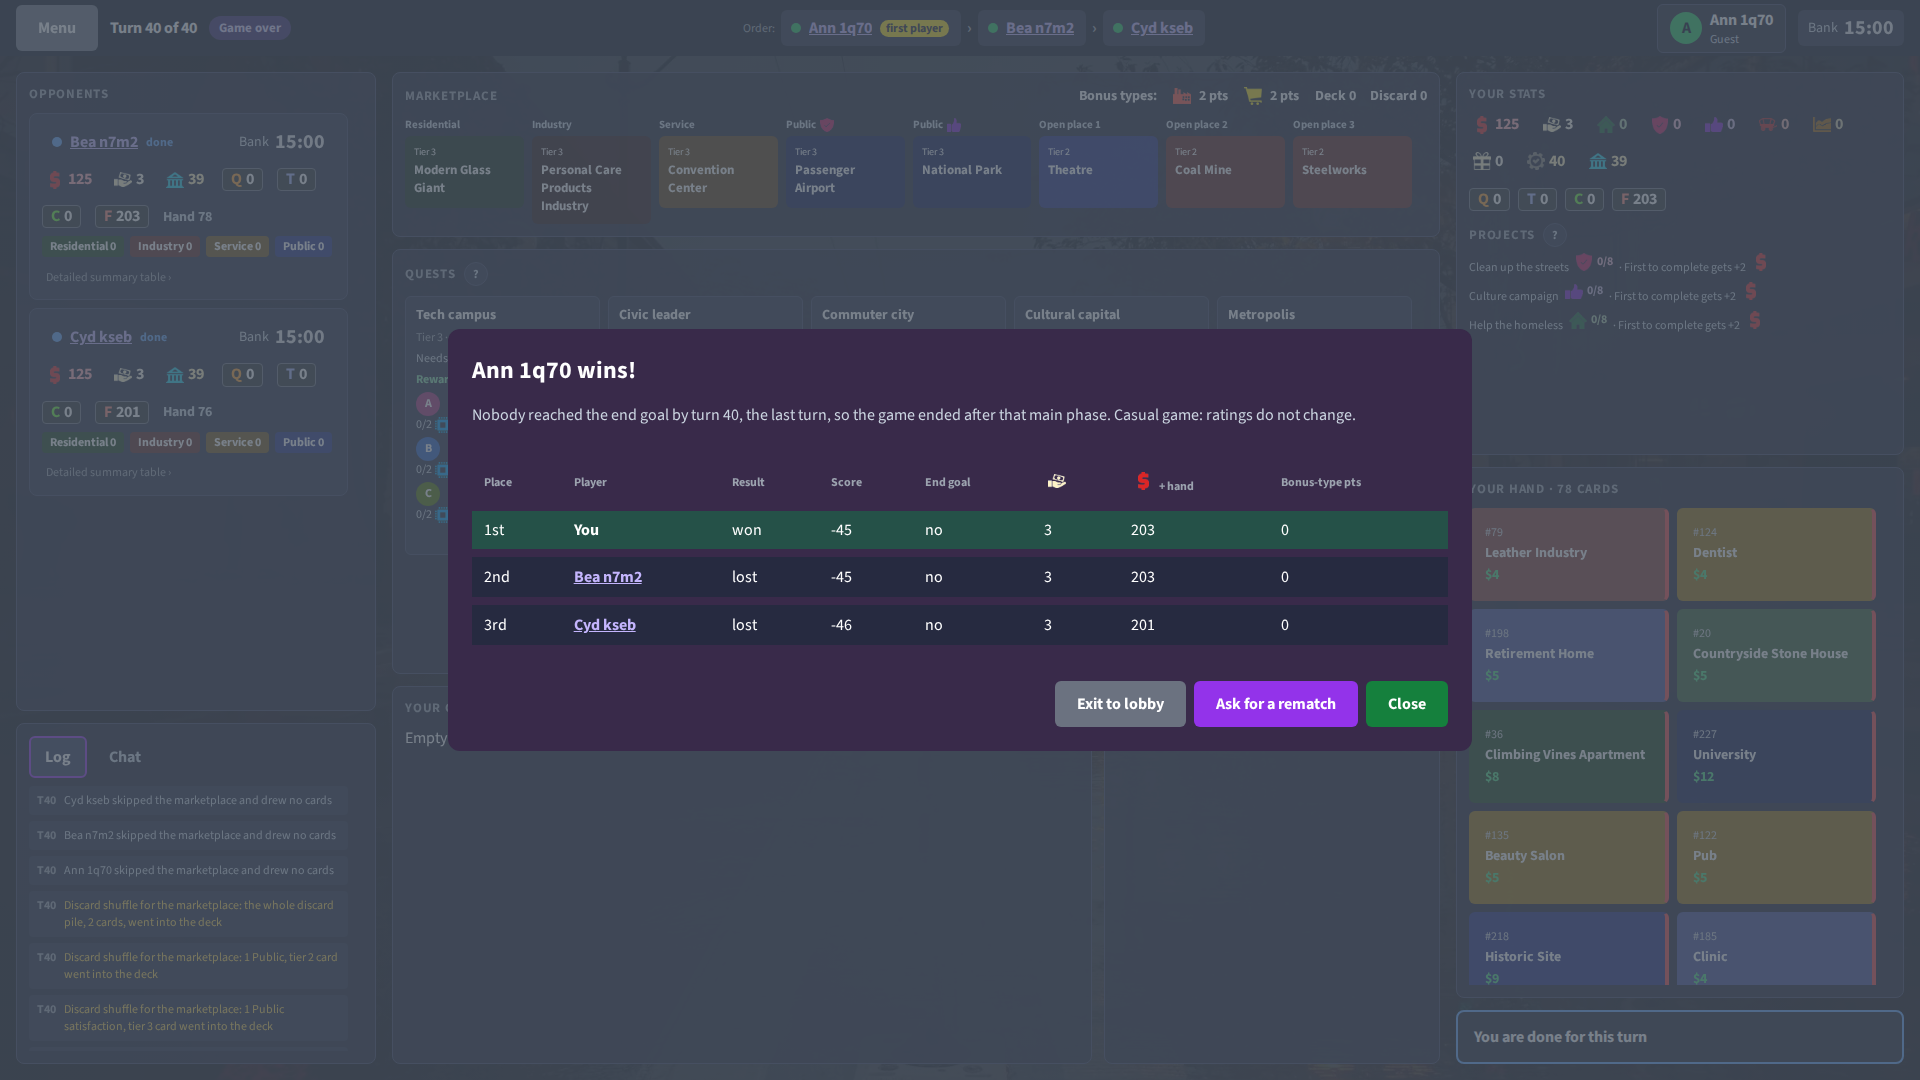 Menu
Turn 40 of 40
Game over
Order:
Ann 1q70
first player
›
Bea n7m2
›
Cyd kseb
A
Ann 1q70
Guest
Bank 15:00
OPPONENTS
Bea n7m2 done
Bank 15:00
125 3 39 Q 0 T 0
C 0 F 203 Hand 78
Residential 0 Industry 0 Service 0 Public 0
Detailed summary table ›
Cyd kseb done
Bank 15:00
125 3 39 Q 0 T 0
C 0 F 201 Hand 76
Residential 0 Industry 0 Service 0 Public 0
Detailed summary table ›
Log
Chat
T40 Cyd kseb skipped the marketplace and drew no cards
T40 Bea n7m2 skipped the marketplace and drew no cards
T40 Ann 1q70 skipped the marketplace and drew no cards
T40 Discard shuffle for the marketplace: the whole discard
pile, 2 cards, went into the deck
T40 Discard shuffle for the marketplace: 1 Public, tier 2 card
went into the deck
T40 Discard shuffle for the marketplace: 1 Public
satisfaction, tier 3 card went into the deck
MARKETPLACE
Bonus types: 2 pts 2 pts Deck 0 Discard 0
Residential
Tier 3
Modern Glass
Giant
Industry
Tier 3
Personal Care
Products
Industry
Service
Tier 3
Convention
Center
Public
Tier 3
Passenger
Airport
Public
Tier 3
National Park
Open place 1
Tier 2
Theatre
Open place 2
Tier 2
Coal Mine
Open place 3
Tier 2
Steelworks
QUESTS ?
Tech campus
Tier 3
Needs
Rewar
A
0/2
B
0/2
C
0/2
Civic leader
Commuter city
Cultural capital
Metropolis
YOUR
Empty
Ann 1q70 wins!
Nobody reached the end goal by turn 40, the last turn, so the game ended after that main phase. Casual game: ratings do not change.
Place Player Result Score End goal + hand Bonus-type pts
1st You won -45 no 3 203 0
2nd Bea n7m2 lost -45 no 3 203 0
3rd Cyd kseb lost -46 no 3 201 0
Exit to lobby
Ask for a rematch
Close
YOUR STATS
125 3 0 0 0 0 0
0 40 39
Q 0 T 0 C 0 F 203
PROJECTS ?
Clean up the streets 0/8 · First to complete gets +2
Culture campaign 0/8 · First to complete gets +2
Help the homeless 0/8 · First to complete gets +2
YOUR HAND · 78 CARDS
#79
Leather Industry
$4
#124
Dentist
$4
#198
Retirement Home
$5
#20
Countryside Stone House
$5
#36
Climbing Vines Apartment
$8
#227
University
$12
#135
Beauty Salon
$5
#122
Pub
$5
#218
Historic Site
$9
#185
Clinic
$4
You are done for this turn